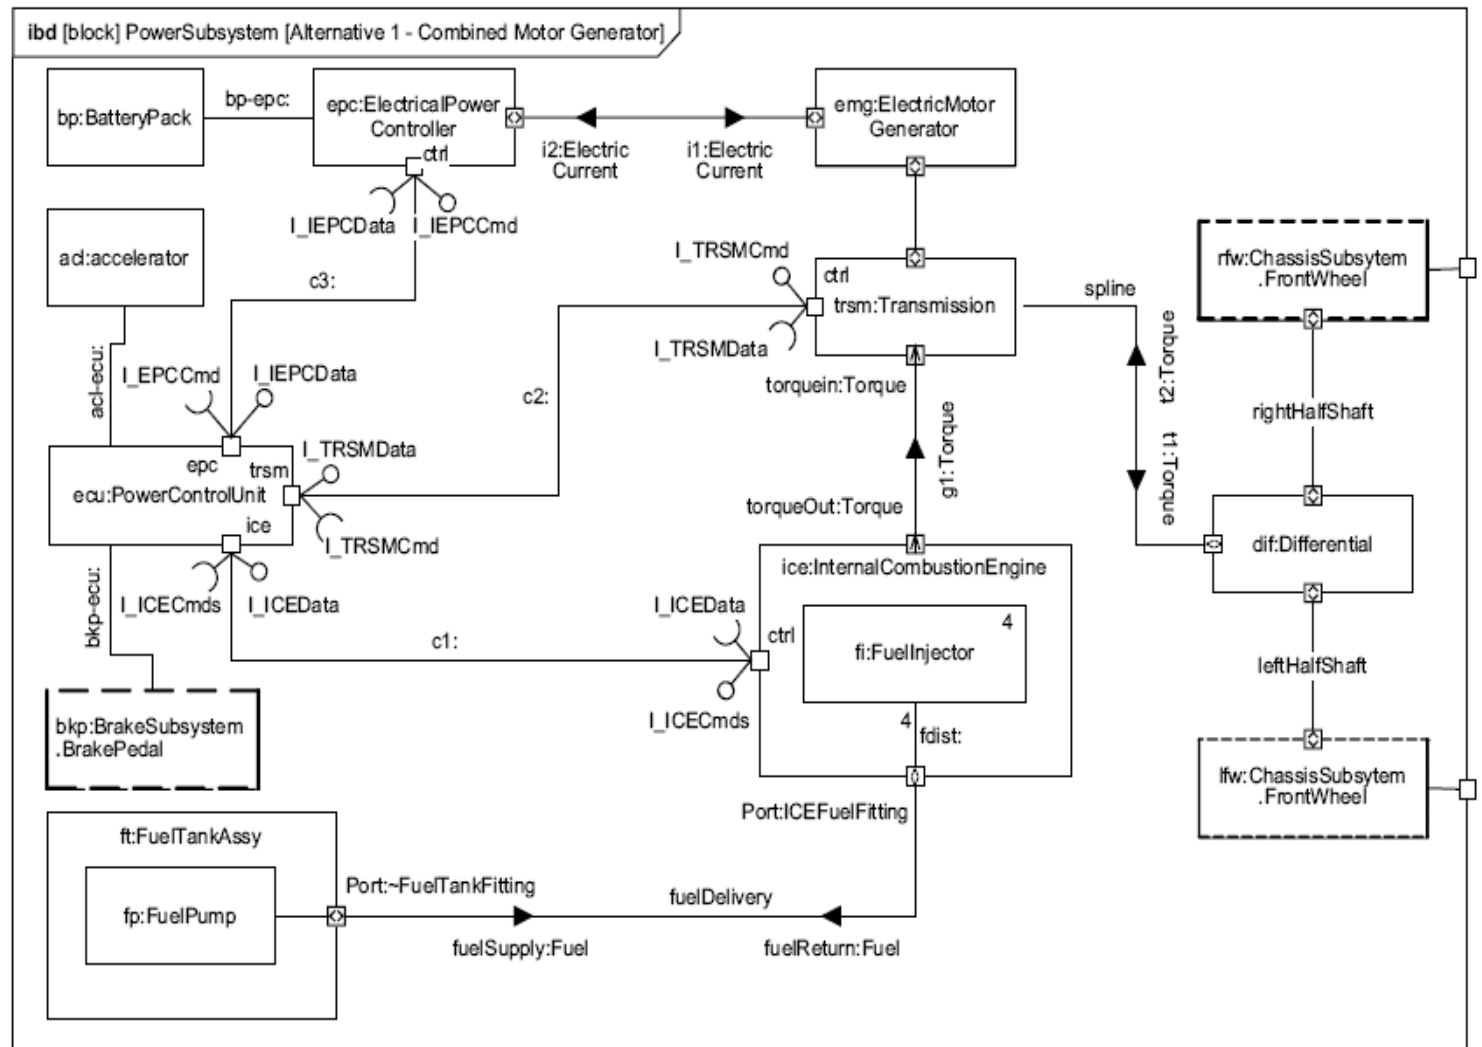 ibd [block] PowerSubsystem [Alternative 1 - Combined Motor Generator]
bp:BatteryPack
bp-epc:
epc:ElectricalPower
Controller
ctrl
i2:Electric
Current
i1:Electric
Current
emg:ElectricMotor
Generator
I_IEPCData
I_IEPCCmd
acl:accelerator
c3:
I_TRSMCmd
ctrl
trsm:Transmission
I_TRSMData
spline
rfw:ChassisSubsytem
.FrontWheel
acl-ecu:
I_EPCCmd
I_IEPCData
c2:
torquein:Torque
t2:Torque
rightHalfShaft
epc
trsm
I_TRSMData
ecu:PowerControlUnit
ice
I_TRSMCmd
g1:Torque
torqueOut:Torque
t1:Torque
dif:Differential
bkp-ecu:
I_ICECmds
I_ICEData
c1:
ice:InternalCombustionEngine
I_ICEData
ctrl
4
fi:FuelInjector
I_ICECmds
4
fdist:
leftHalfShaft
bkp:BrakeSubsystem
.BrakePedal
lfw:ChassisSubsytem
.FrontWheel
Port:ICEFuelFitting
ft:FuelTankAssy
fp:FuelPump
Port:~FuelTankFitting
fuelDelivery
fuelSupply:Fuel
fuelReturn:Fuel